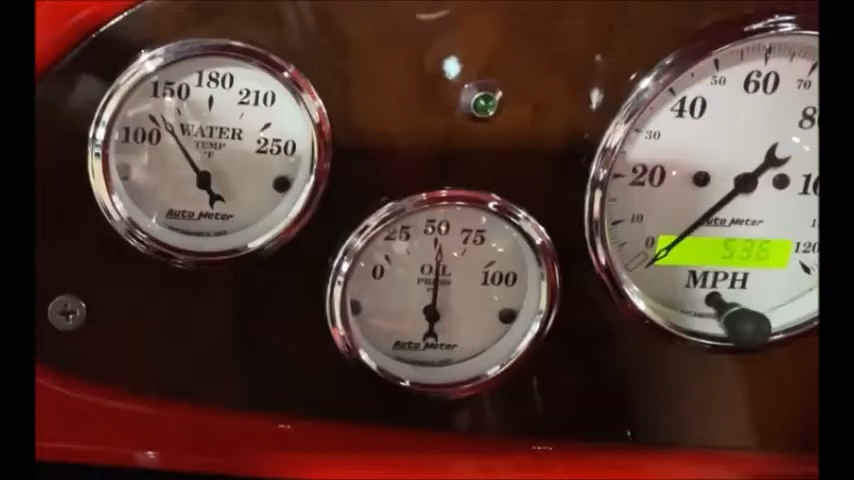 100 150 180 210 250
WATER
TEMP
°F
Auto Meter
0 25 50 75 100
OIL
PRESS
Auto Meter
0 10 20 30 40 50 60 70
120
Auto Meter
536
MPH